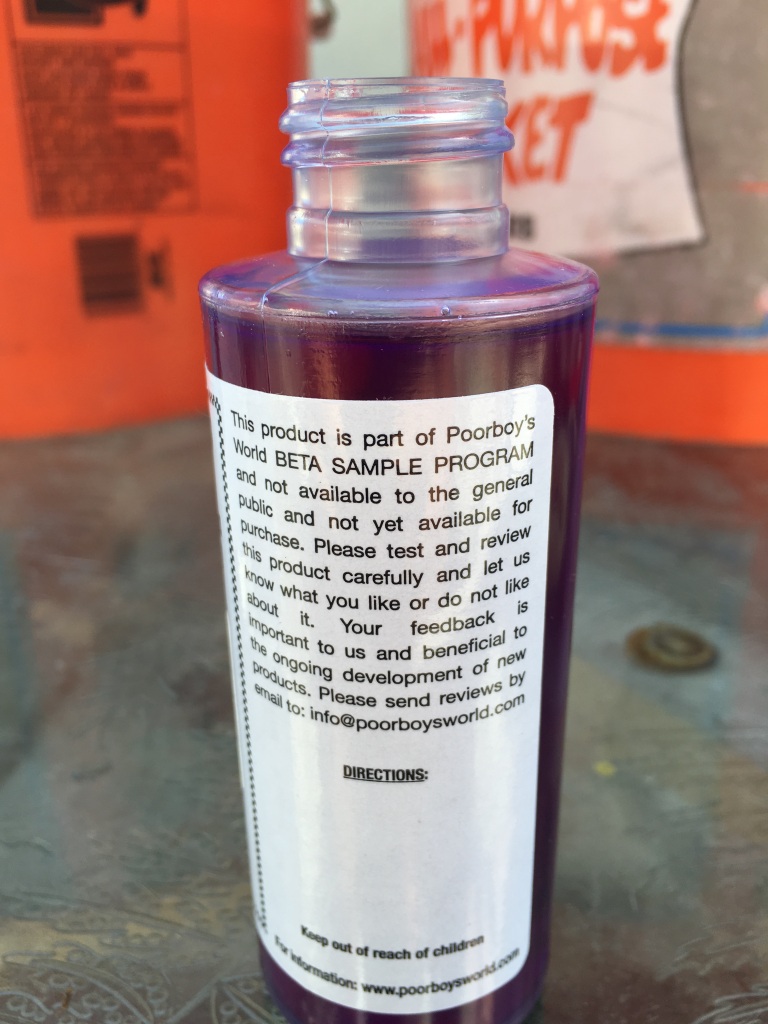 PURPOSE
KET
This product is part of Poorboy's
World BETA SAMPLE PROGRAM
and not available to the general
public and not yet available for
purchase. Please test and review
this product carefully and let us
know what you like or do not like
about it. Your feedback is
important to us and beneficial to
the ongoing development of new
products. Please send reviews by
email to: info@poorboysworld.com
DIRECTIONS:
Keep out of reach of children
For information: www.poorboysworld.com